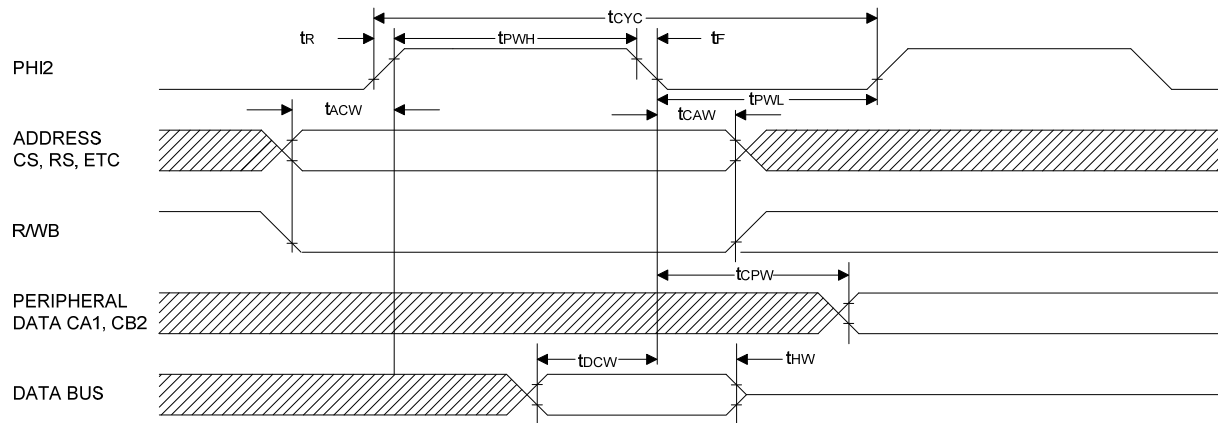 tCYC
tR
tPWH
tF
PHI2
tPWL
tACW
tCAW
ADDRESS
CS, RS, ETC
R/WB
tCPW
PERIPHERAL
DATA CA1, CB2
tDCW
tHW
DATA BUS